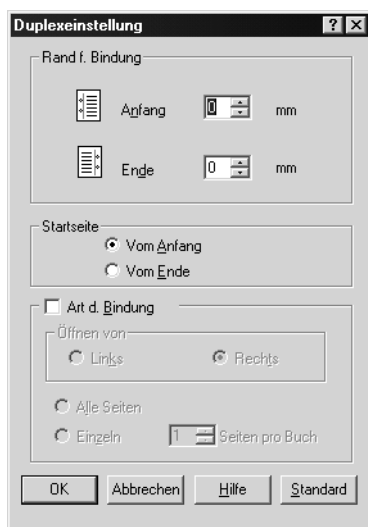 Duplexeinstellung
Rand f. Bindung
Anfang 0 mm
Ende 0 mm
Startseite
Vom Anfang
Vom Ende
Art d. Bindung
Öffnen von
Links Rechts
Alle Seiten
Einzeln 1 Seiten pro Buch
OK Abbrechen Hilfe Standard